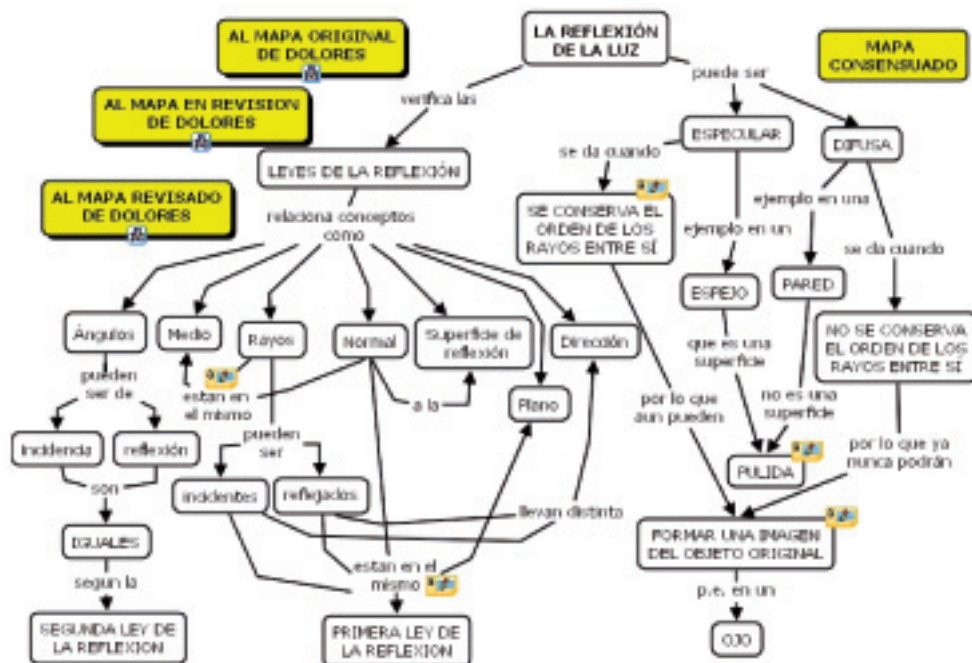 AL MAPA ORIGINAL
DE DOLORES
LA REFLEXIÓN
DE LA LUZ
MAPA
CONSENSUADO
AL MAPA EN REVISION
DE DOLORES
verifica las
puede ser
ESPECULAR
DIFUSA
LEYES DE LA REFLEXIÓN
se da cuando
AL MAPA REVISADO
DE DOLORES
relaciona conceptos
como
SE CONSERVA EL
ORDEN DE LOS
RAYOS ENTRE SÍ
ejemplo en un
ejemplo en una
se da cuando
ESPEJO
PARED
Ángulos
Medio
Rayos
Normal
Superficie de
reflexión
Dirección
que es una
superficie
NO SE CONSERVA
EL ORDEN DE LOS
RAYOS ENTRE SÍ
pueden
ser de
están en
el mismo
a la
Plano
por lo que
aun pueden
no es una
superficie
incidencia
reflexión
pueden
ser
por lo que ya
nunca podrán
PULIDA
son
incidentes
reflejados
llevan distinta
IGUALES
están en el
mismo
FORMAR UNA IMAGEN
DEL OBJETO ORIGINAL
según la
p.e. en un
SEGUNDA LEY DE
LA REFLEXION
PRIMERA LEY DE
LA REFLEXION
OJO